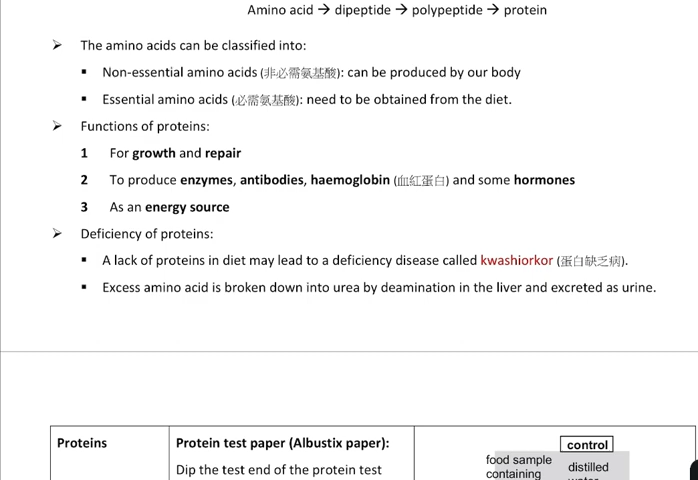 Amino acid → dipeptide → polypeptide → protein
➢ The amino acids can be classified into:
▪ Non-essential amino acids (非必需氨基酸): can be produced by our body
▪ Essential amino acids (必需氨基酸): need to be obtained from the diet.
➢ Functions of proteins:
1 For growth and repair
2 To produce enzymes, antibodies, haemoglobin (血紅蛋白) and some hormones
3 As an energy source
➢ Deficiency of proteins:
▪ A lack of proteins in diet may lead to a deficiency disease called kwashiorkor (蛋白缺乏病).
▪ Excess amino acid is broken down into urea by deamination in the liver and excreted as urine.
Proteins
Protein test paper (Albustix paper):
Dip the test end of the protein test
control
food sample
containing
distilled
water